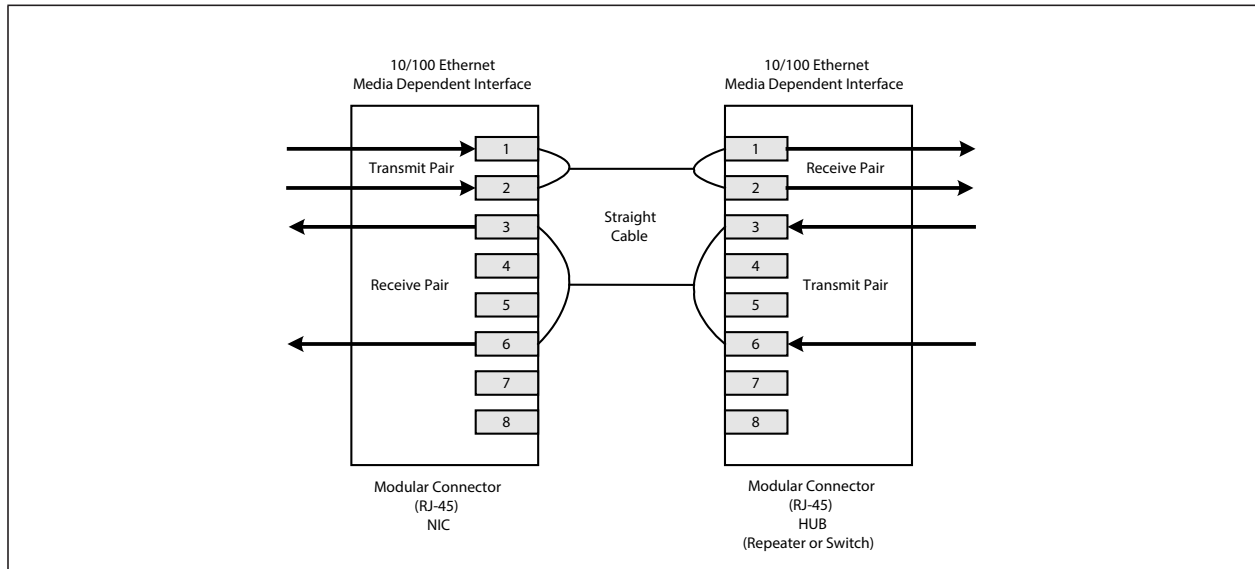 10/100 Ethernet
Media Dependent Interface
10/100 Ethernet
Media Dependent Interface
1
Transmit Pair
2
3
4
Receive Pair
5
6
7
8
Straight
Cable
1
Receive Pair
2
3
4
Transmit Pair
5
6
7
8
Modular Connector
(RJ-45)
NIC
Modular Connector
(RJ-45)
HUB
(Repeater or Switch)